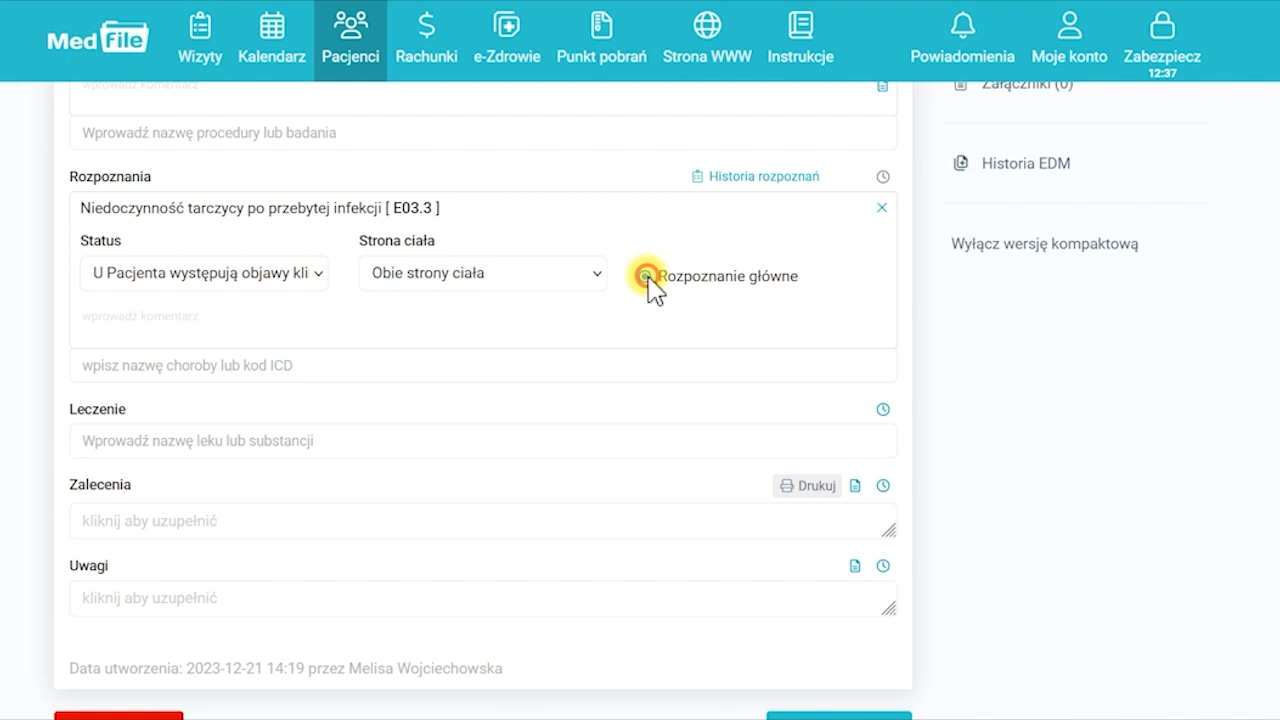 Med File
Wizyty
Kalendarz
Pacjenci
Rachunki
e-Zdrowie
Punkt pobrań
Strona WWW
Instrukcje
Powiadomienia
Moje konto
Zabezpiecz
12:37
wprowadź komentarz
Załączniki (0)
Wprowadź nazwę procedury lub badania
Historia EDM
Rozpoznania
Historia rozpoznań
Niedoczynność tarczycy po przebytej infekcji [ E03.3 ]
Wyłącz wersję kompaktową
Status
Strona ciała
U Pacjenta występują objawy kli
Obie strony ciała
Rozpoznanie główne
wprowadź komentarz
wpisz nazwę choroby lub kod ICD
Leczenie
Wprowadź nazwę leku lub substancji
Zalecenia
Drukuj
kliknij aby uzupełnić
Uwagi
kliknij aby uzupełnić
Data utworzenia: 2023-12-21 14:19 przez Melisa Wojciechowska